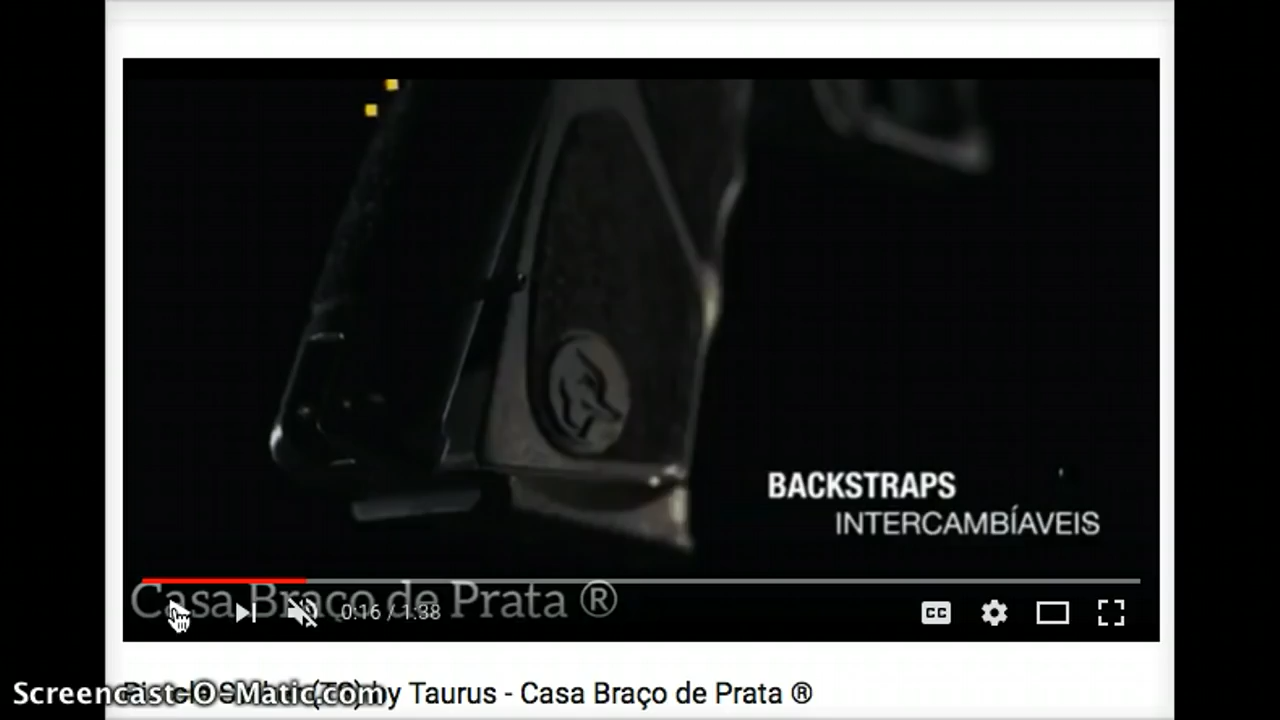 BACKSTRAPS
INTERCAMBÍAVEIS
Casa Braço de Prata ®
0:16 / 1:38
CC
by Taurus - Casa Braço de Prata ®
Screencast-O-Matic.com